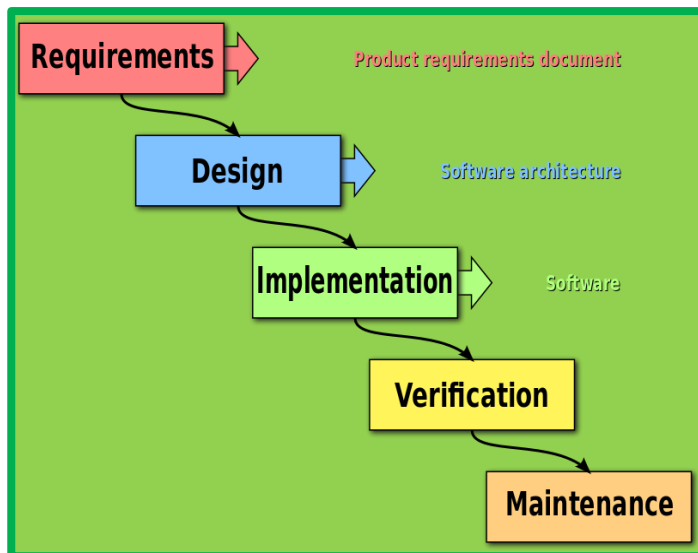 Requirements
Product requirements document
Design
Software architecture
Implementation
Software
Verification
Maintenance